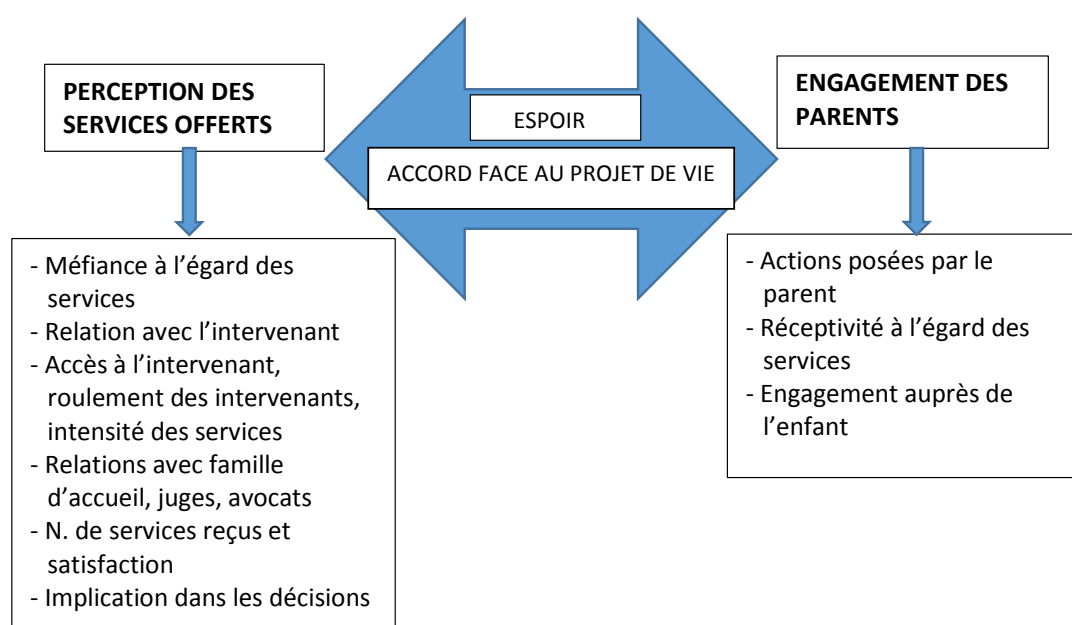 PERCEPTION DES
SERVICES OFFERTS
ESPOIR
ACCORD FACE AU PROJET DE VIE
ENGAGEMENT DES
PARENTS
- Méfiance à l’égard des
services
- Relation avec l’intervenant
- Accès à l’intervenant,
roulement des intervenants,
intensité des services
- Relations avec famille
d’accueil, juges, avocats
- N. de services reçus et
satisfaction
- Implication dans les décisions
- Actions posées par le
parent
- Réceptivité à l’égard des
services
- Engagement auprès de
l’enfant